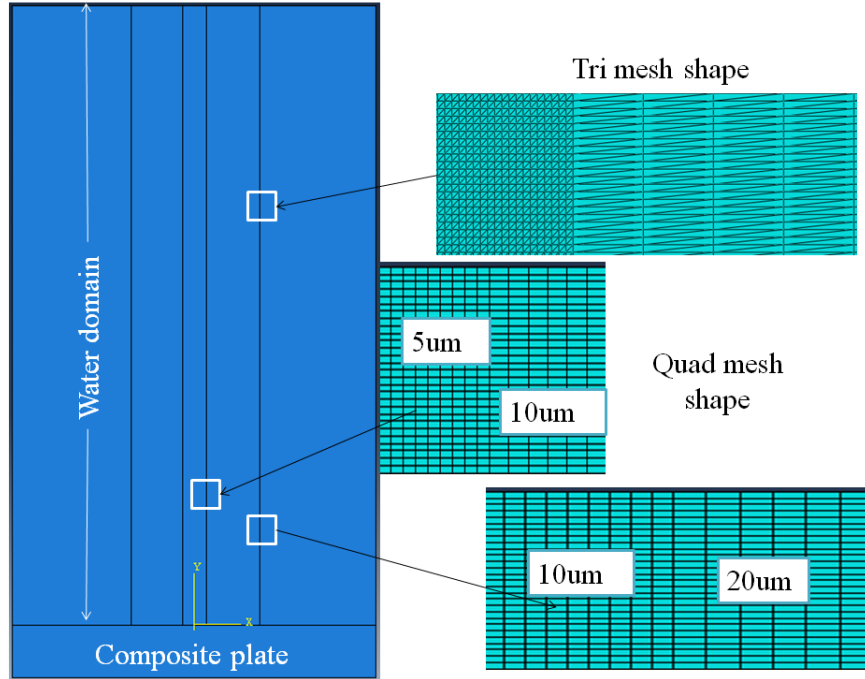 Tri mesh shape
Water domain
5um
10um
Quad mesh
shape
10um
20um
Y
X
Composite plate